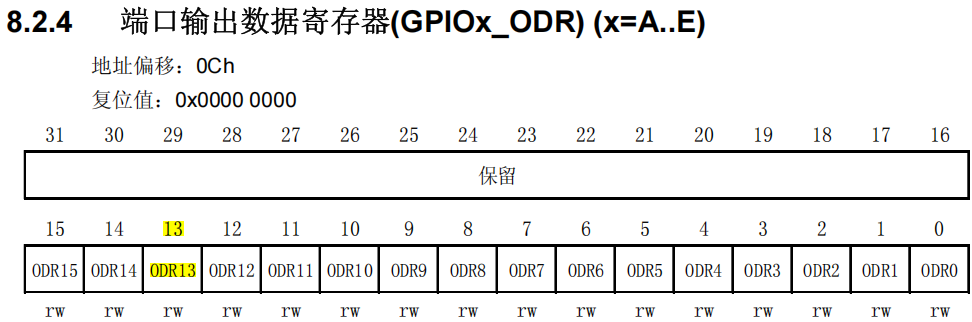 8.2.4 端口输出数据寄存器(GPIOx_ODR) (x=A..E)
地址偏移：0Ch
复位值：0x0000 0000
31 30 29 28 27 26 25 24 23 22 21 20 19 18 17 16
保留
15 14 13 12 11 10 9 8 7 6 5 4 3 2 1 0
ODR15 ODR14 ODR13 ODR12 ODR11 ODR10 ODR9 ODR8 ODR7 ODR6 ODR5 ODR4 ODR3 ODR2 ODR1 ODR0
rw rw rw rw rw rw rw rw rw rw rw rw rw rw rw rw